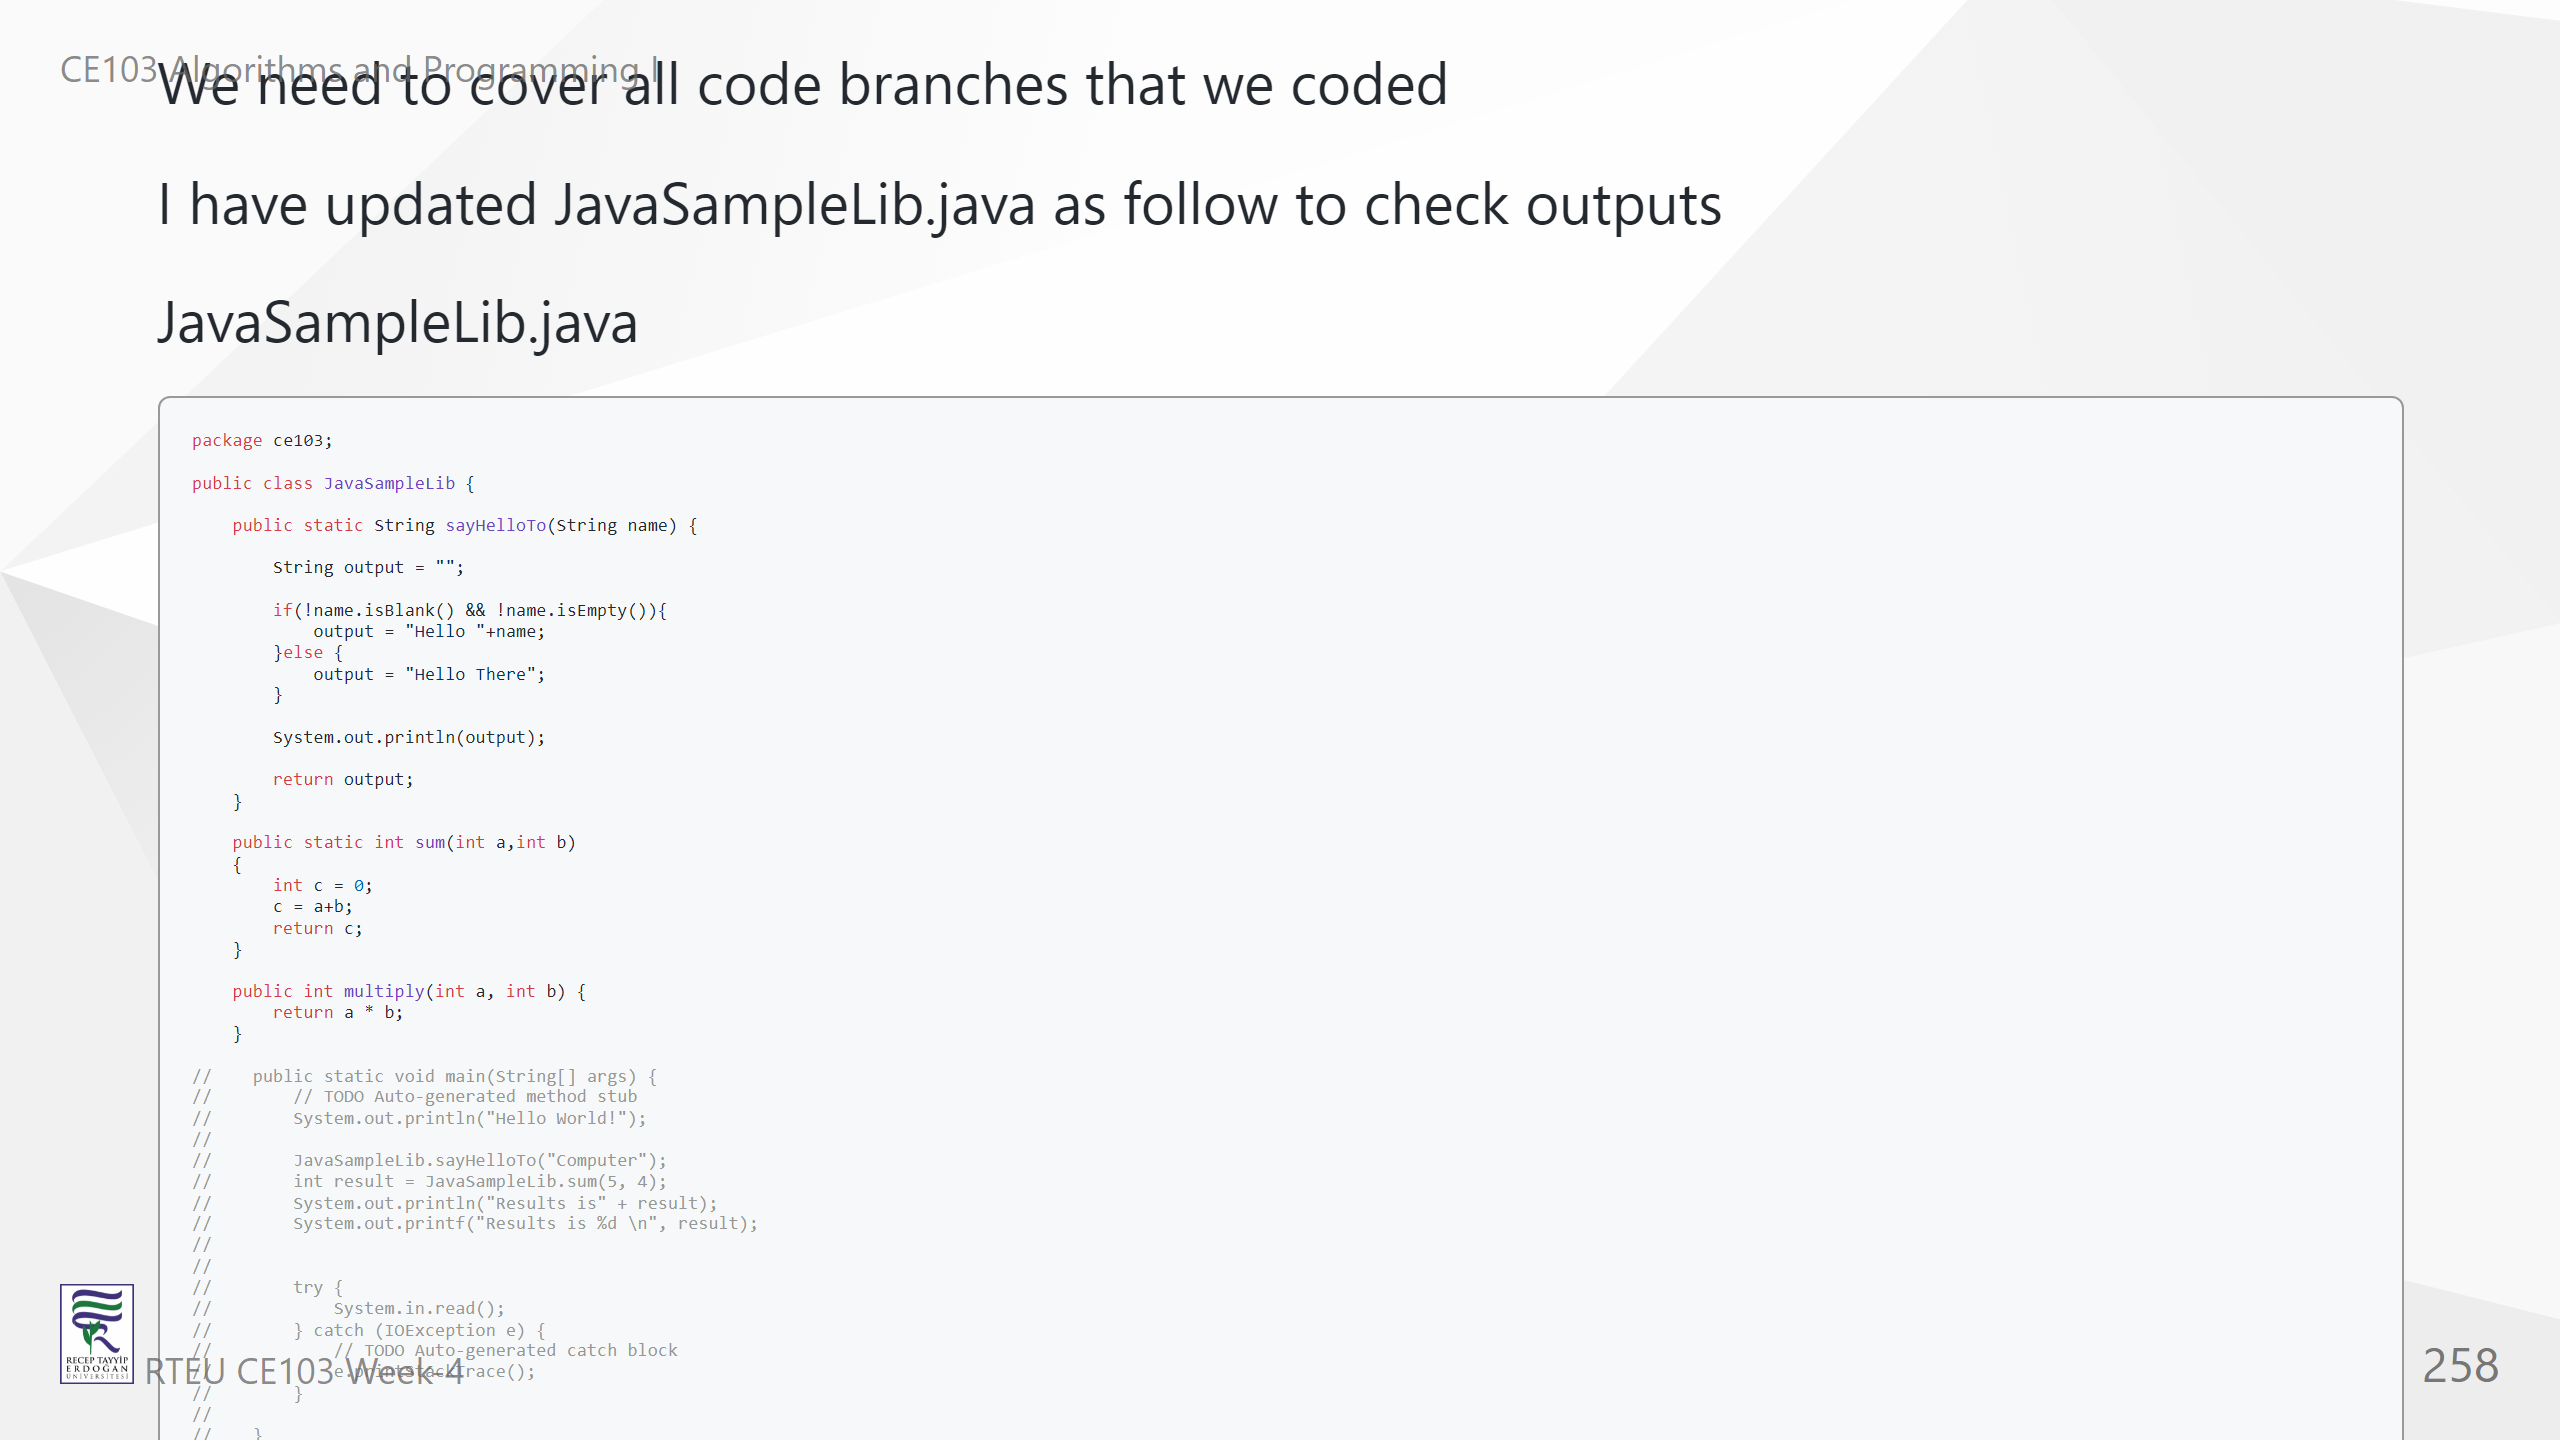 CE103 Algorithms and Programming I
We need to cover all code branches that we coded
I have updated JavaSampleLib.java as follow to check outputs
JavaSampleLib.java
package ce103;
public class JavaSampleLib {
    public static String sayHelloTo(String name) {
        String output = "";
        if(!name.isBlank() && !name.isEmpty()){
            output = "Hello "+name;
        }else {
            output = "Hello There";
        }
        System.out.println(output);
        return output;
    }
    public static int sum(int a,int b)
    {
        int c = 0;
        c = a+b;
        return c;
    }
    public int multiply(int a, int b) {
        return a * b;
    }
//    public static void main(String[] args) {
//        // TODO Auto-generated method stub
//        System.out.println("Hello World!");
//
//        JavaSampleLib.sayHelloTo("Computer");
//        int result = JavaSampleLib.sum(5, 4);
//        System.out.println("Results is" + result);
//        System.out.printf("Results is %d \n", result);
//
//
//        try {
//            System.in.read();
//        } catch (IOException e) {
//            // TODO Auto-generated catch block
//            e.printStackTrace();
//        }
//
//    }
RECEP TAYYİP
ERDOĞAN
ÜNİVERSİTESİ
RTEU CE103 Week-4
258